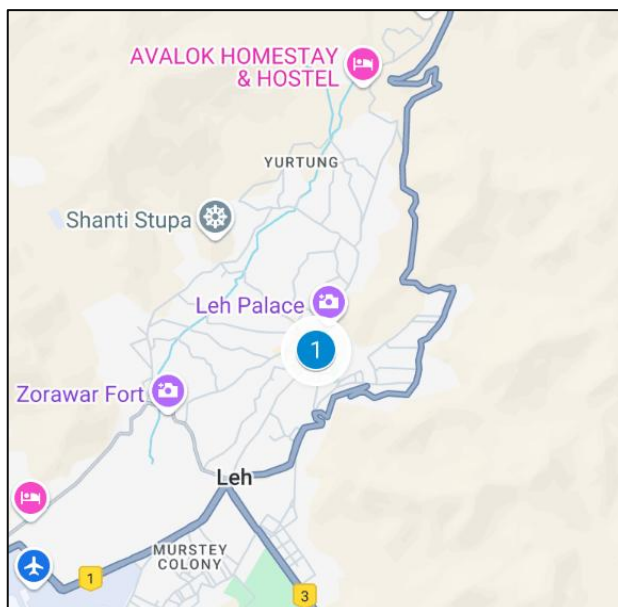 AVALOK HOMESTAY
& HOSTEL
YURTUNG
Shanti Stupa
Leh Palace
1
Zorawar Fort
Leh
MURSTEY
COLONY
1
3